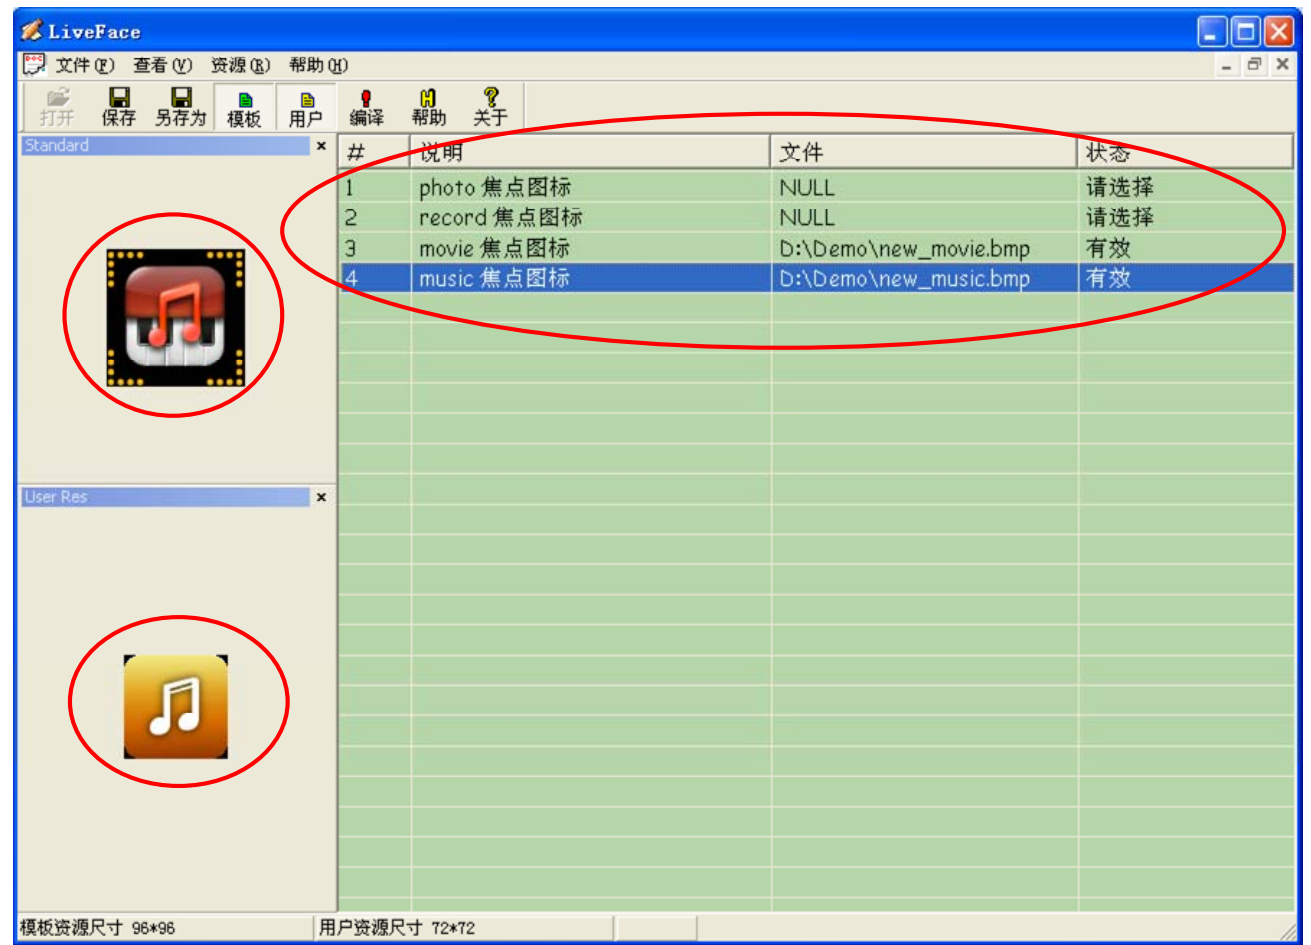 LiveFace
文件(F) 查看(V) 资源(R) 帮助(H)
打开 保存 另存为 模板 用户 编译 帮助 关于
Standard
# 说明 文件 状态
1 photo 焦点图标 NULL 请选择
2 record 焦点图标 NULL 请选择
3 movie 焦点图标 D:\Demo\new_movie.bmp 有效
4 music 焦点图标 D:\Demo\new_music.bmp 有效
User Res
模板资源尺寸 96*96 用户资源尺寸 72*72